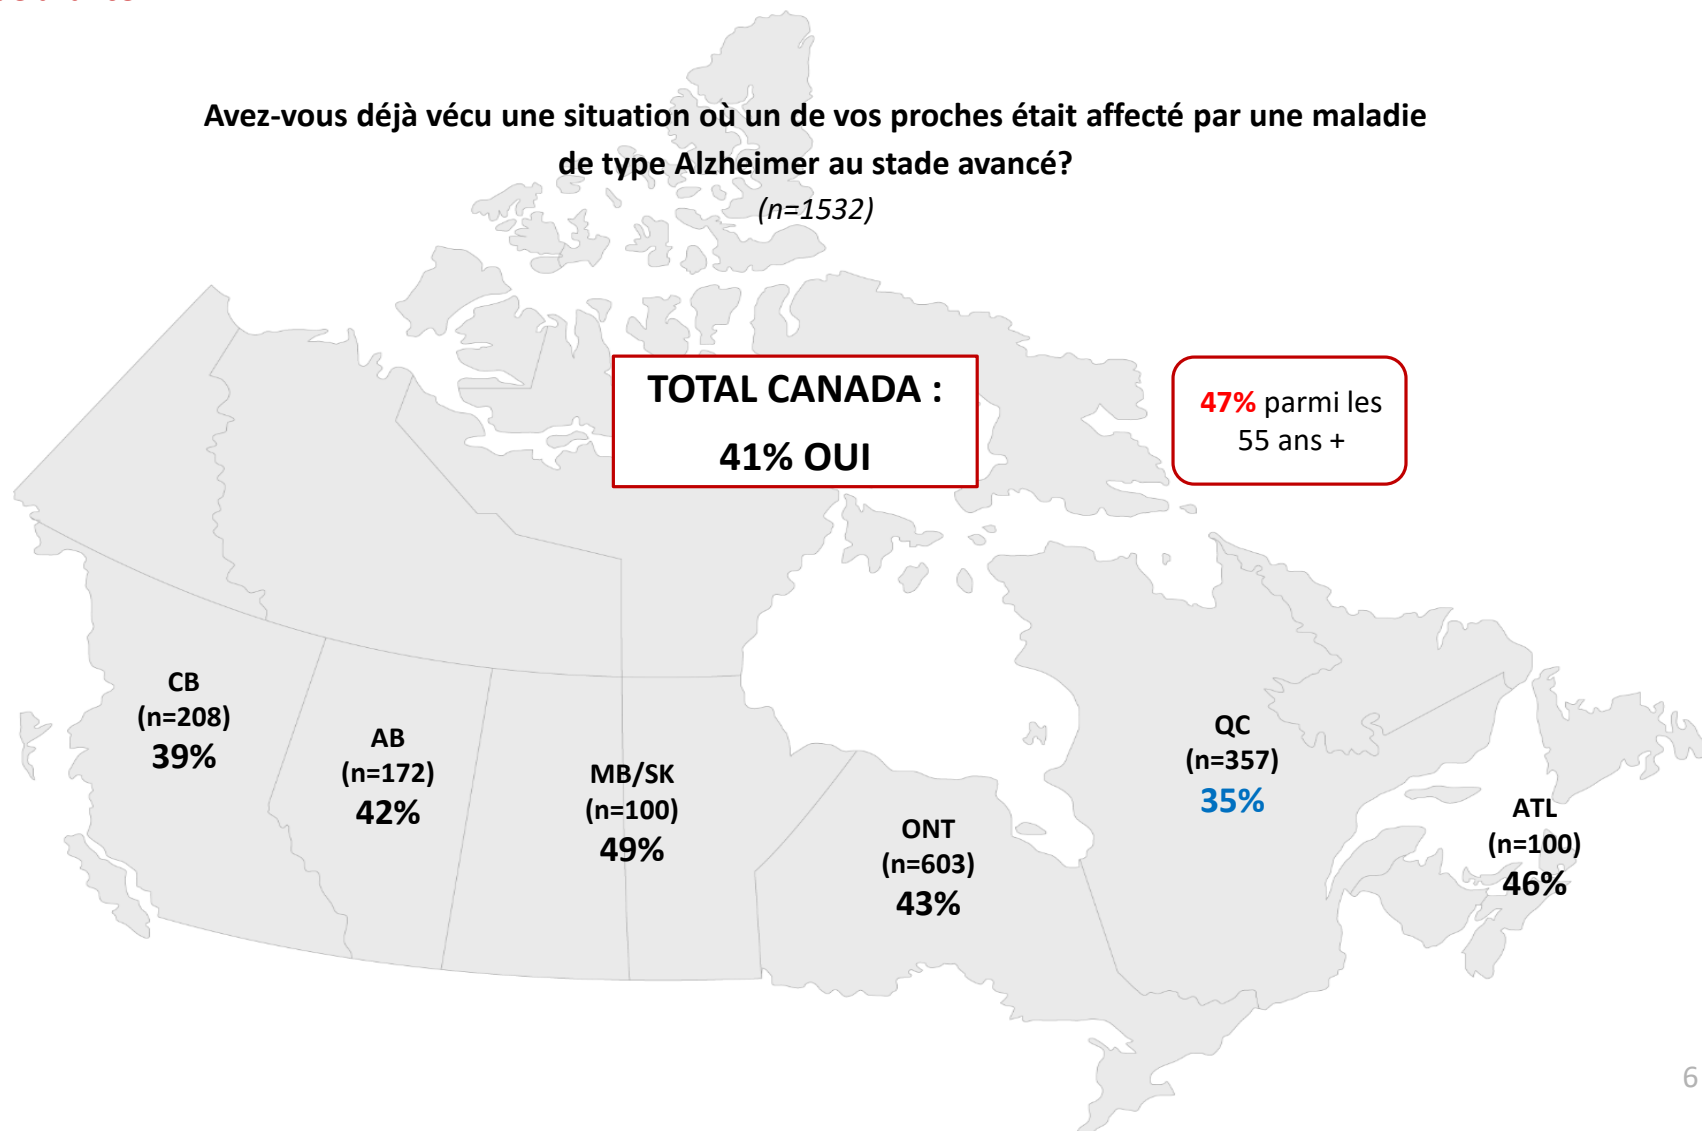 Avez-vous déjà vécu une situation où un de vos proches était affecté par une maladie
de type Alzheimer au stade avancé?
(n=1532)
TOTAL CANADA :
41% OUI
47% parmi les
55 ans +
CB
(n=208)
39%
AB
(n=172)
42%
MB/SK
(n=100)
49%
ONT
(n=603)
43%
QC
(n=357)
35%
ATL
(n=100)
46%
6